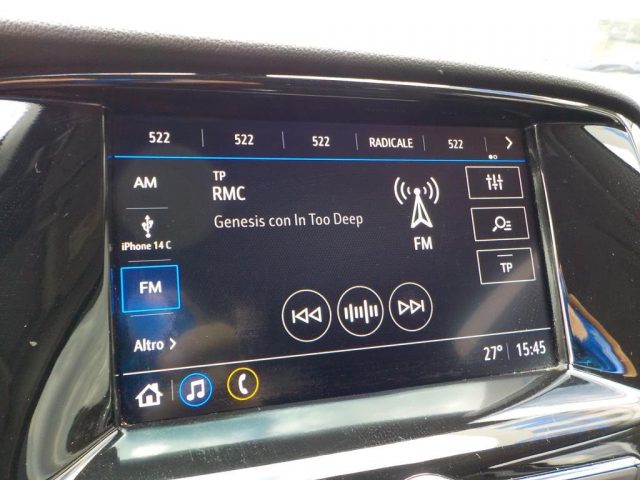 522 522 522 RADICALE 522
AM
TP
RMC
Genesis con In Too Deep
FM
iPhone 14 C
FM
TP
Altro
27° 15:45